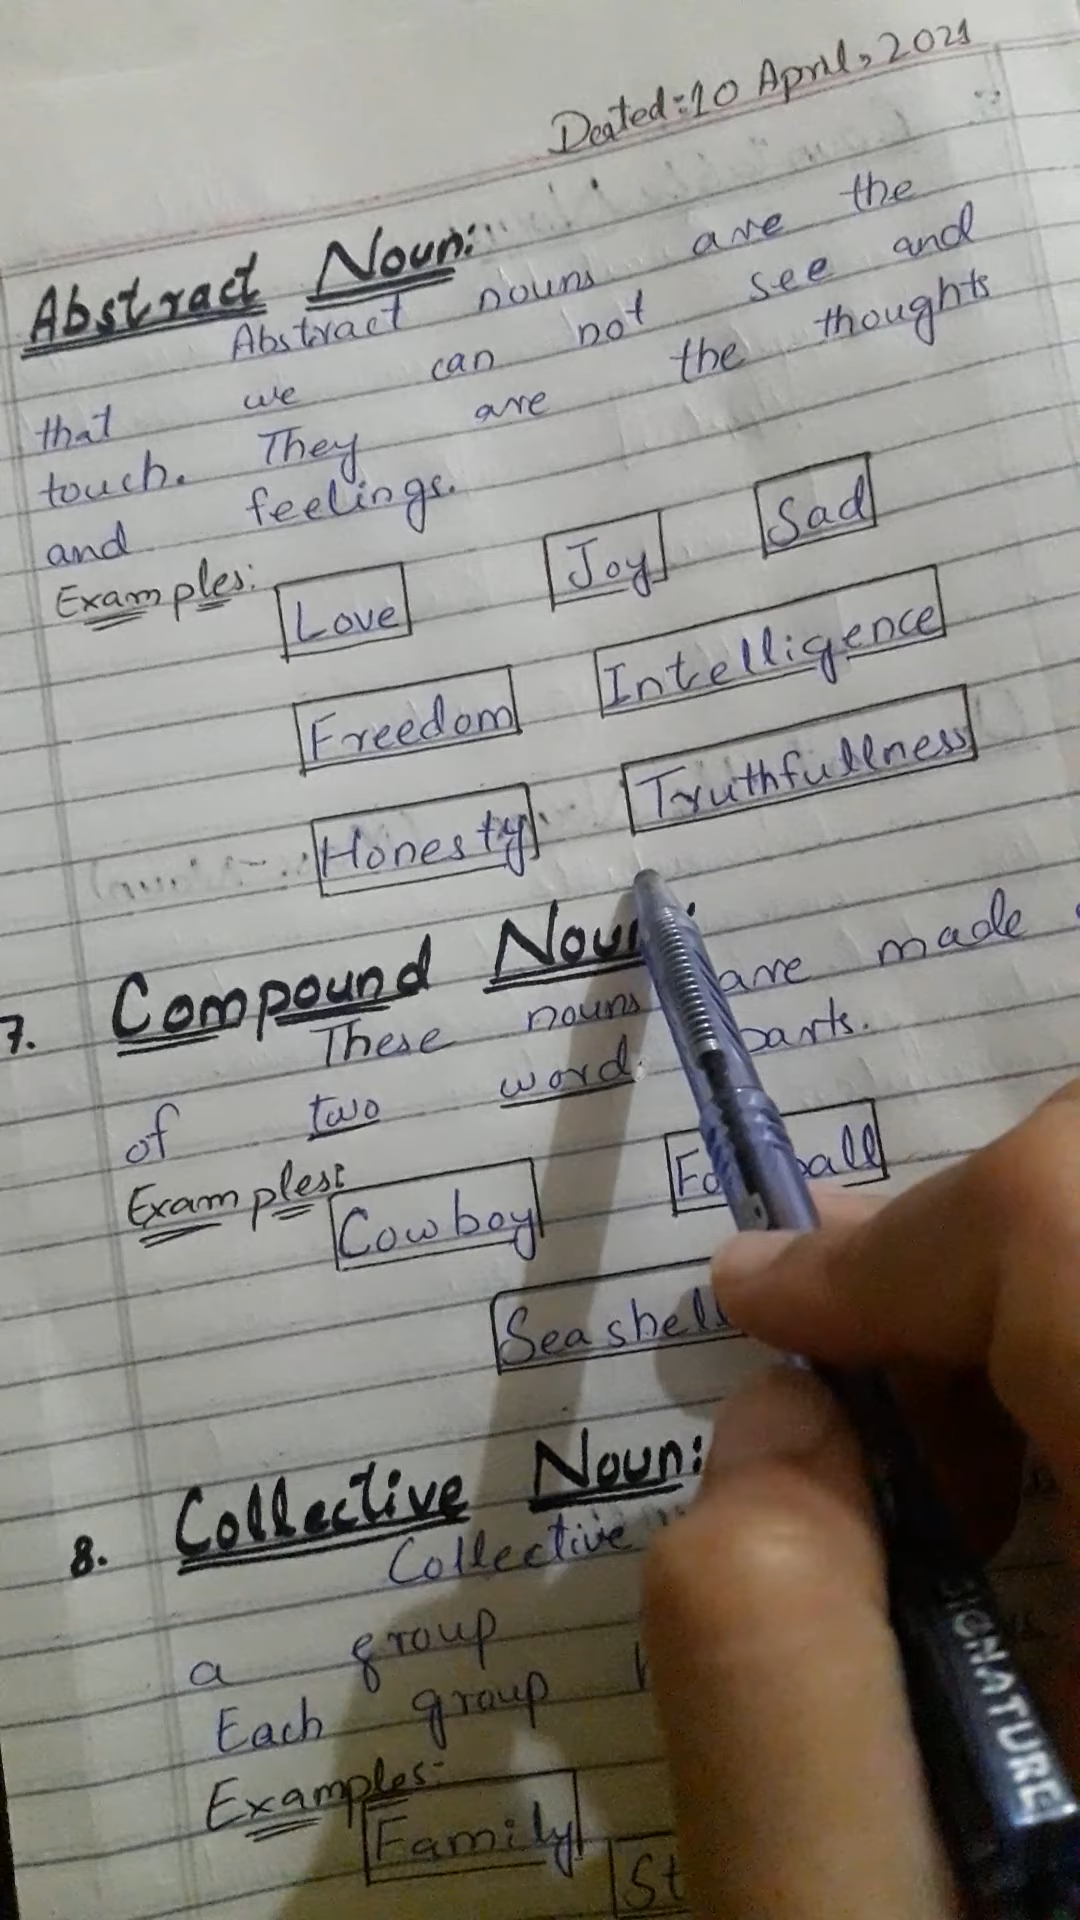 Dated:10 April, 2021
Abstract Noun:
Abstract nouns are the
that we can not see and
touch. They are the thoughts
and feelings.
Examples:
Love Joy Sad
Freedom Intelligence
Honesty Truthfullness
7. Compound Noun:
These nouns are made
of two word parts.
Examples:
Cowboy
Seashell
8. Collective Noun:
Collective
a group
Each group
Examples:
Family
St
SIGNATURE